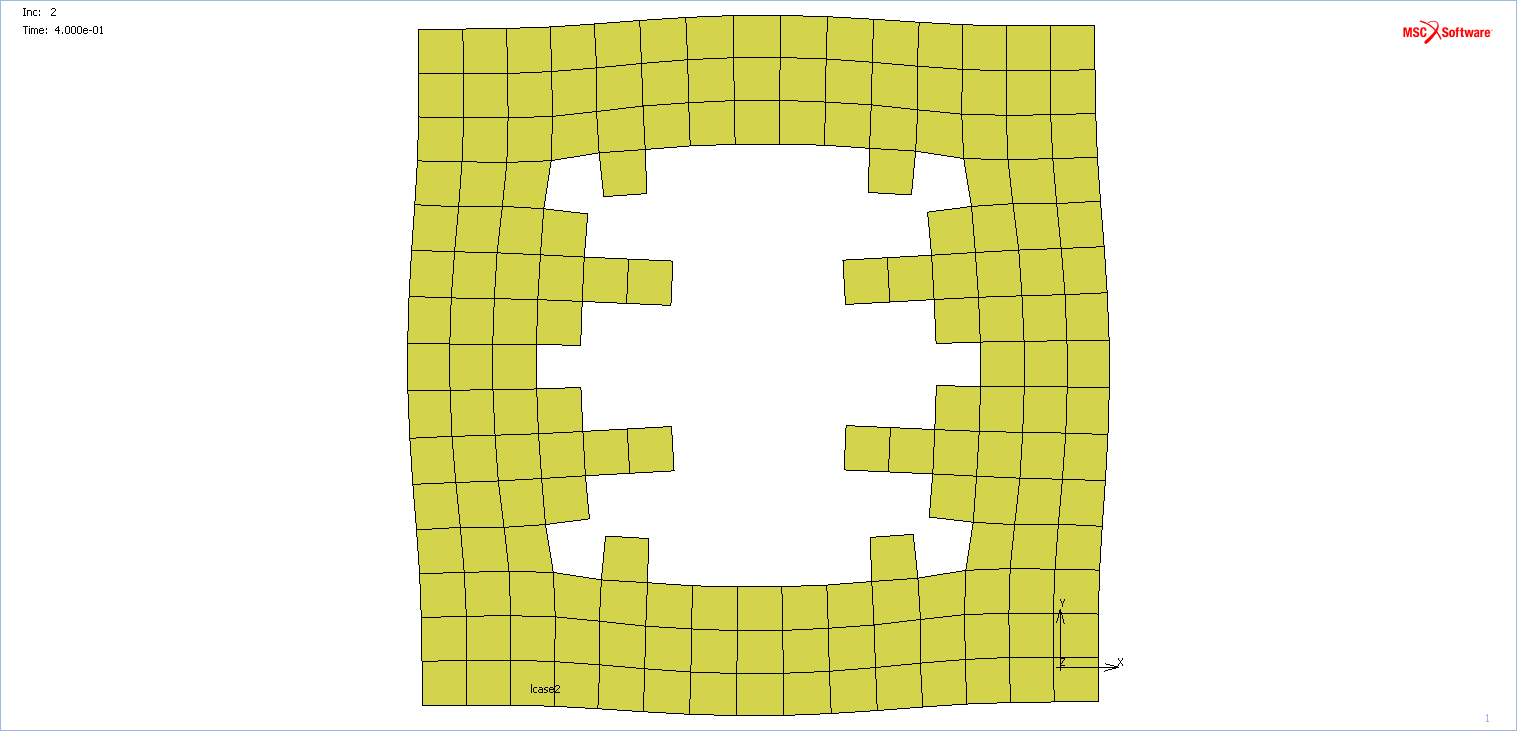 Inc: 2
Time: 4.000e-01
MSC Software
Y
Z X
lcase2
1